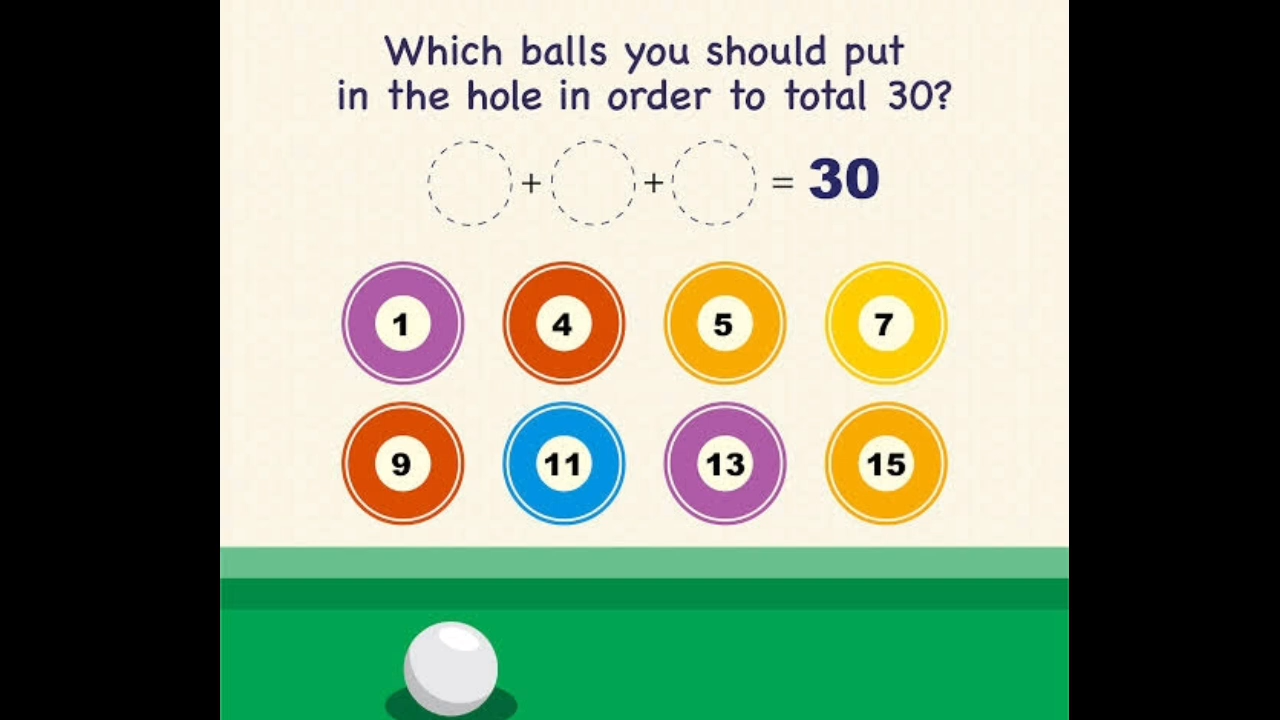 Which balls you should put
in the hole in order to total 30?
+ + = 30
1 4 5 7
9 11 13 15